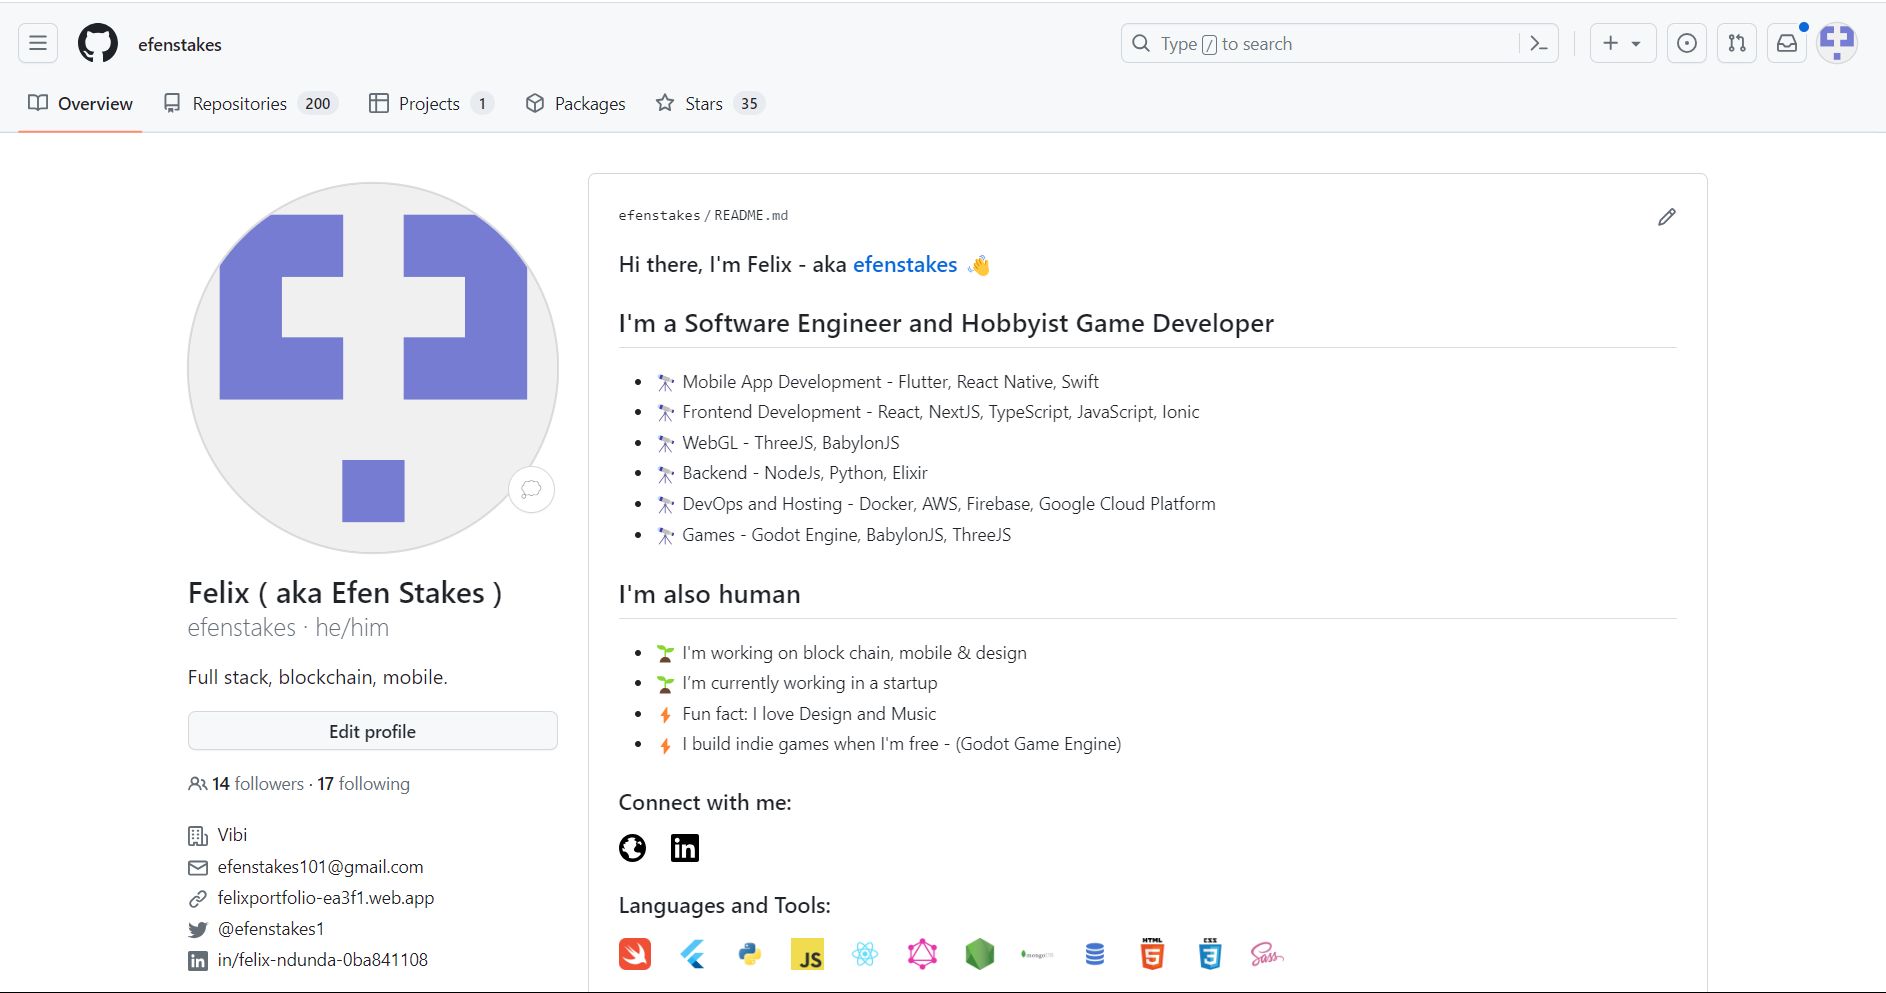 efenstakes
Type / to search
Overview
Repositories 200
Projects 1
Packages
Stars 35
Felix ( aka Efen Stakes )
efenstakes · he/him
Full stack, blockchain, mobile.
Edit profile
14 followers · 17 following
Vibi
efenstakes101@gmail.com
felixportfolio-ea3f1.web.app
@efenstakes1
in/felix-ndunda-0ba841108
efenstakes/README.md
Hi there, I'm Felix - aka efenstakes 👋
I'm a Software Engineer and Hobbyist Game Developer
Mobile App Development - Flutter, React Native, Swift
Frontend Development - React, NextJS, TypeScript, JavaScript, Ionic
WebGL - ThreeJS, BabylonJS
Backend - NodeJs, Python, Elixir
DevOps and Hosting - Docker, AWS, Firebase, Google Cloud Platform
Games - Godot Engine, BabylonJS, ThreeJS
I'm also human
I'm working on block chain, mobile & design
I’m currently working in a startup
Fun fact: I love Design and Music
I build indie games when I'm free - (Godot Game Engine)
Connect with me:
in
Languages and Tools:
JS
mongoDB
HTML
5
CSS
3
Sass